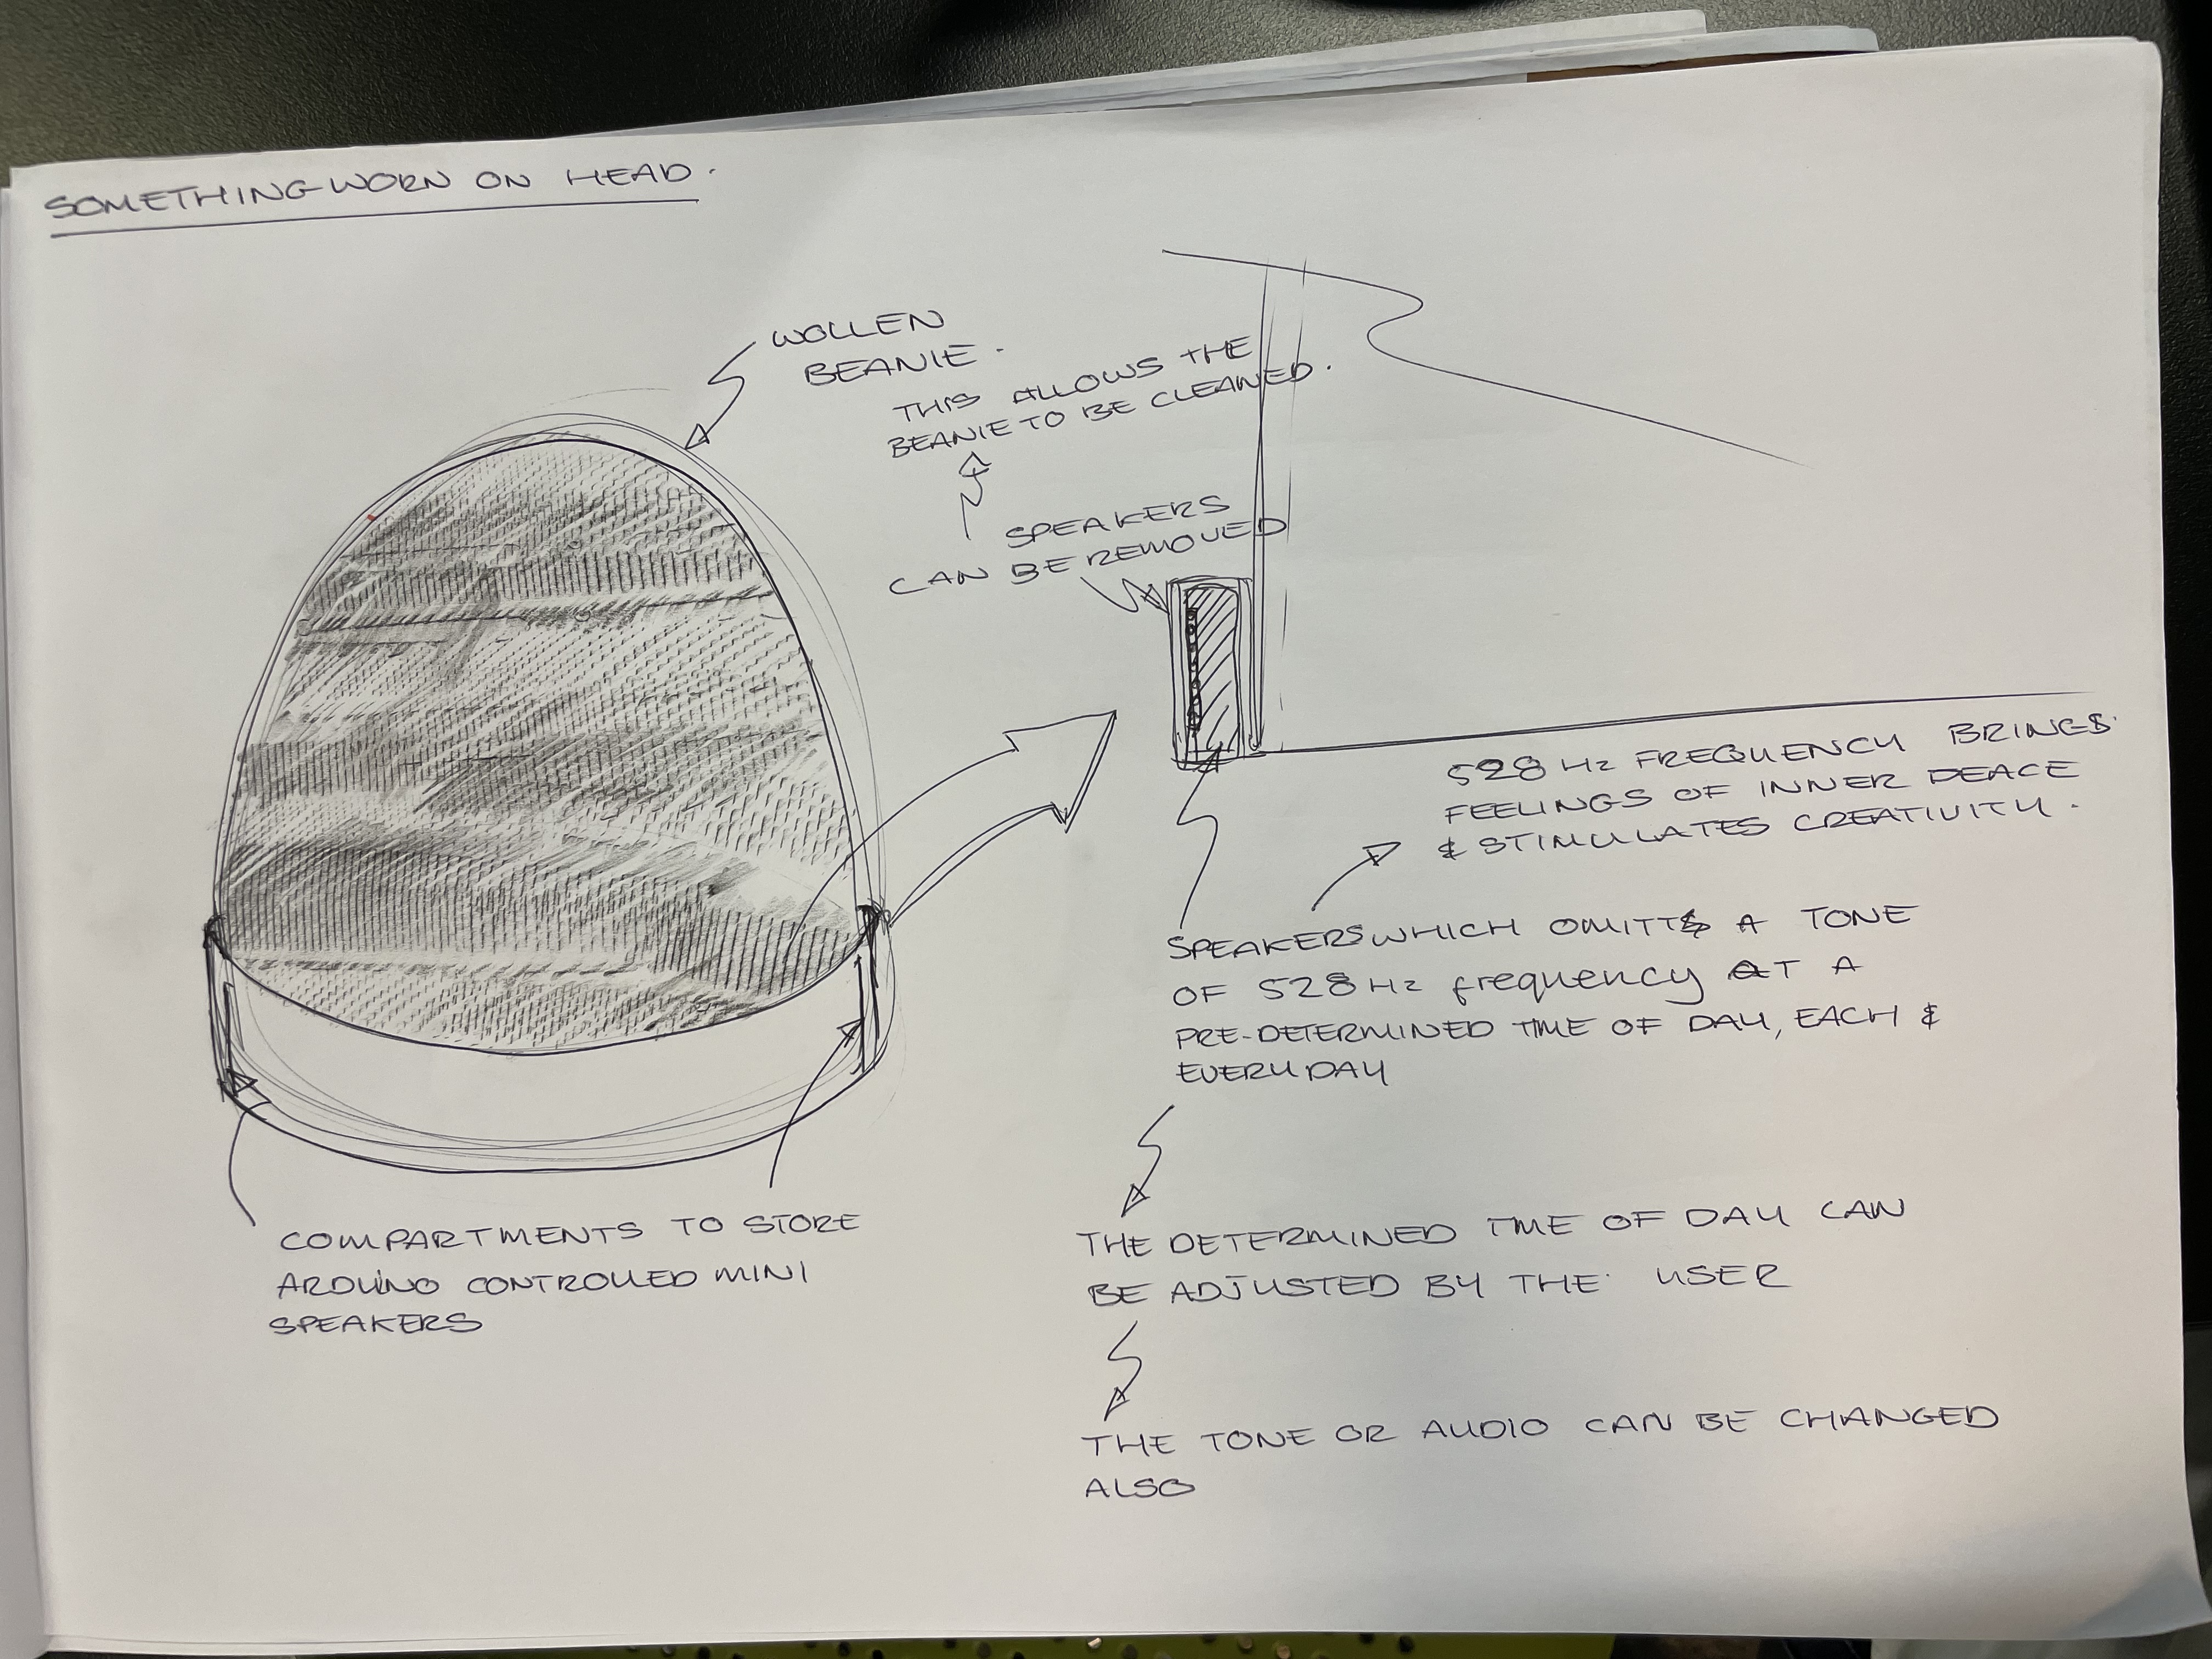 SOMETHING WORN ON HEAD.
WOLLEN
BEANIE.
THIS ALLOWS THE
BEANIE TO BE CLEANED.
SPEAKERS
CAN BE REMOVED
COMPARTMENTS TO STORE
ARDUINO CONTROLLED MINI
SPEAKERS
528 Hz FREQUENCY BRINGS
FEELINGS OF INNER PEACE
& STIMULATES CREATIVITY.
SPEAKERS WHICH OMITTS A TONE
OF 528 Hz frequency AT A
PRE-DETERMINED TIME OF DAY, EACH &
EVERY DAY
THE DETERMINED TIME OF DAY CAN
BE ADJUSTED BY THE USER
THE TONE OR AUDIO CAN BE CHANGED
ALSO